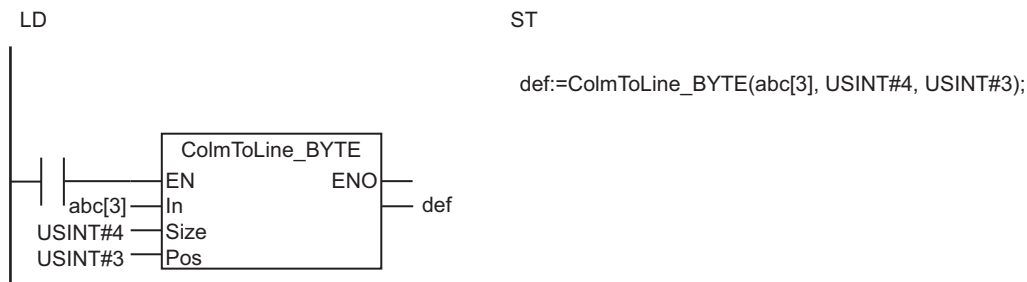 LD
ST
def:=ColmToLine_BYTE(abc[3], USINT#4, USINT#3);
ColmToLine_BYTE
EN ENO
abc[3] In def
USINT#4 Size
USINT#3 Pos